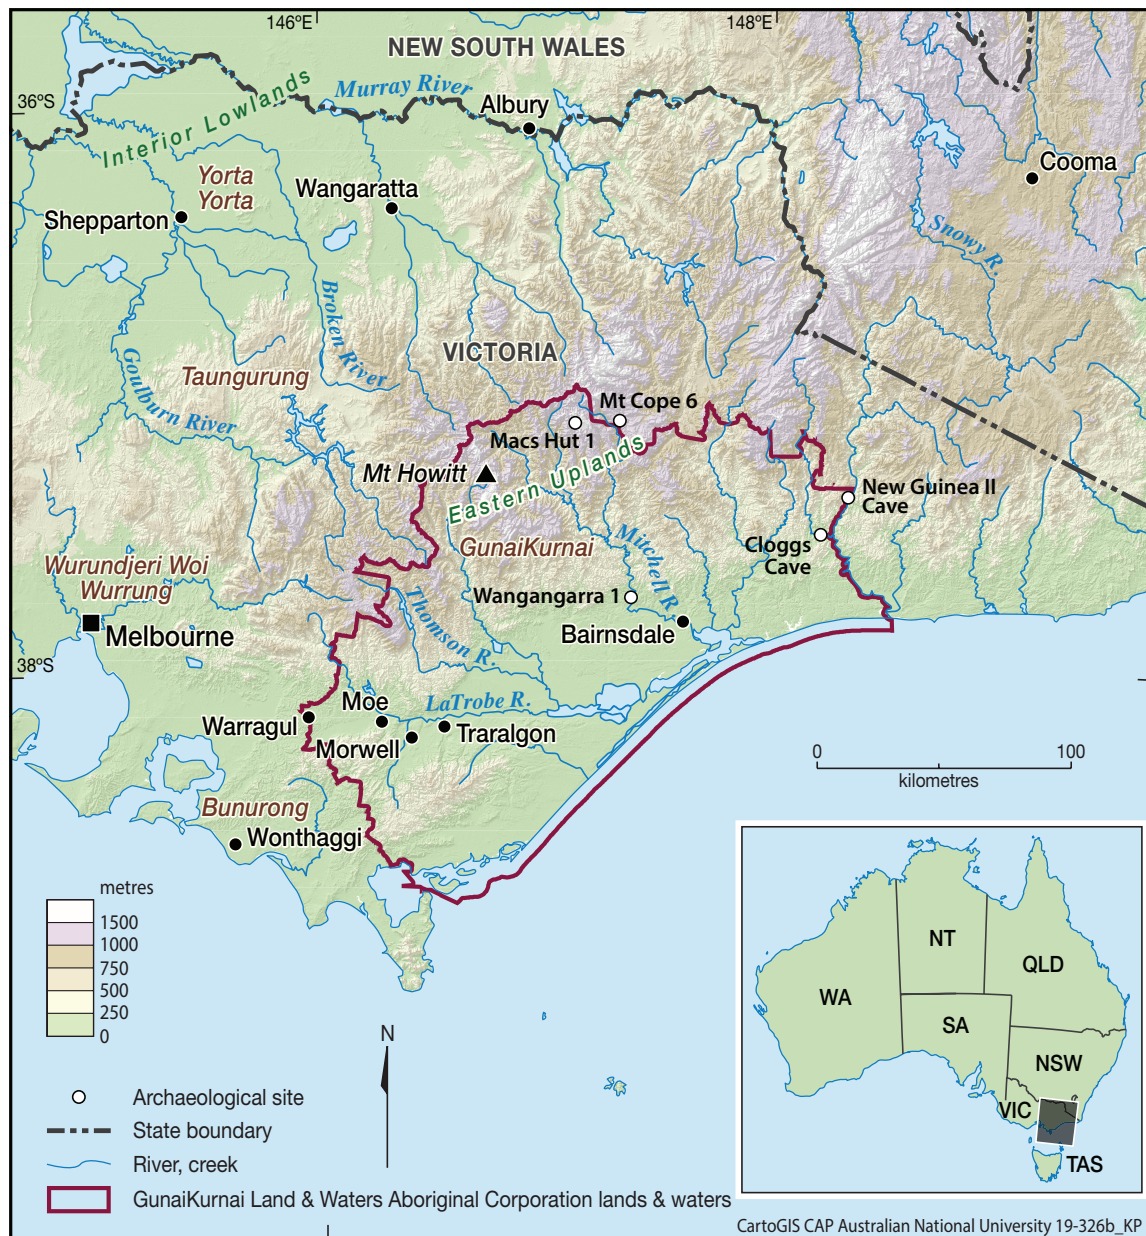 146°E
148°E
NEW SOUTH WALES
36°S
Murray River
Interior Lowlands
Albury
Cooma
Yorta
Yorta
Wangaratta
Shepparton
Snowy R.
Broken River
VICTORIA
Goulburn River
Taungurung
Mt Cope 6
Macs Hut 1
Mt Howitt
Eastern Uplands
New Guinea II
Cave
GunaiKurnai
Mitchell R.
Cloggs
Cave
Wurundjeri Woi
Wurrung
Wangangarra 1
Thomson R.
Melbourne
Bairnsdale
38°S
Moe
LaTrobe R.
Warragul
Traralgon
Morwell
0
100
kilometres
Bunurong
Wonthaggi
metres
1500
1000
750
500
250
0
N
Archaeological site
State boundary
River, creek
GunaiKurnai Land & Waters Aboriginal Corporation lands & waters
NT
QLD
WA
SA
NSW
VIC
TAS
CartoGIS CAP Australian National University 19-326b_KP